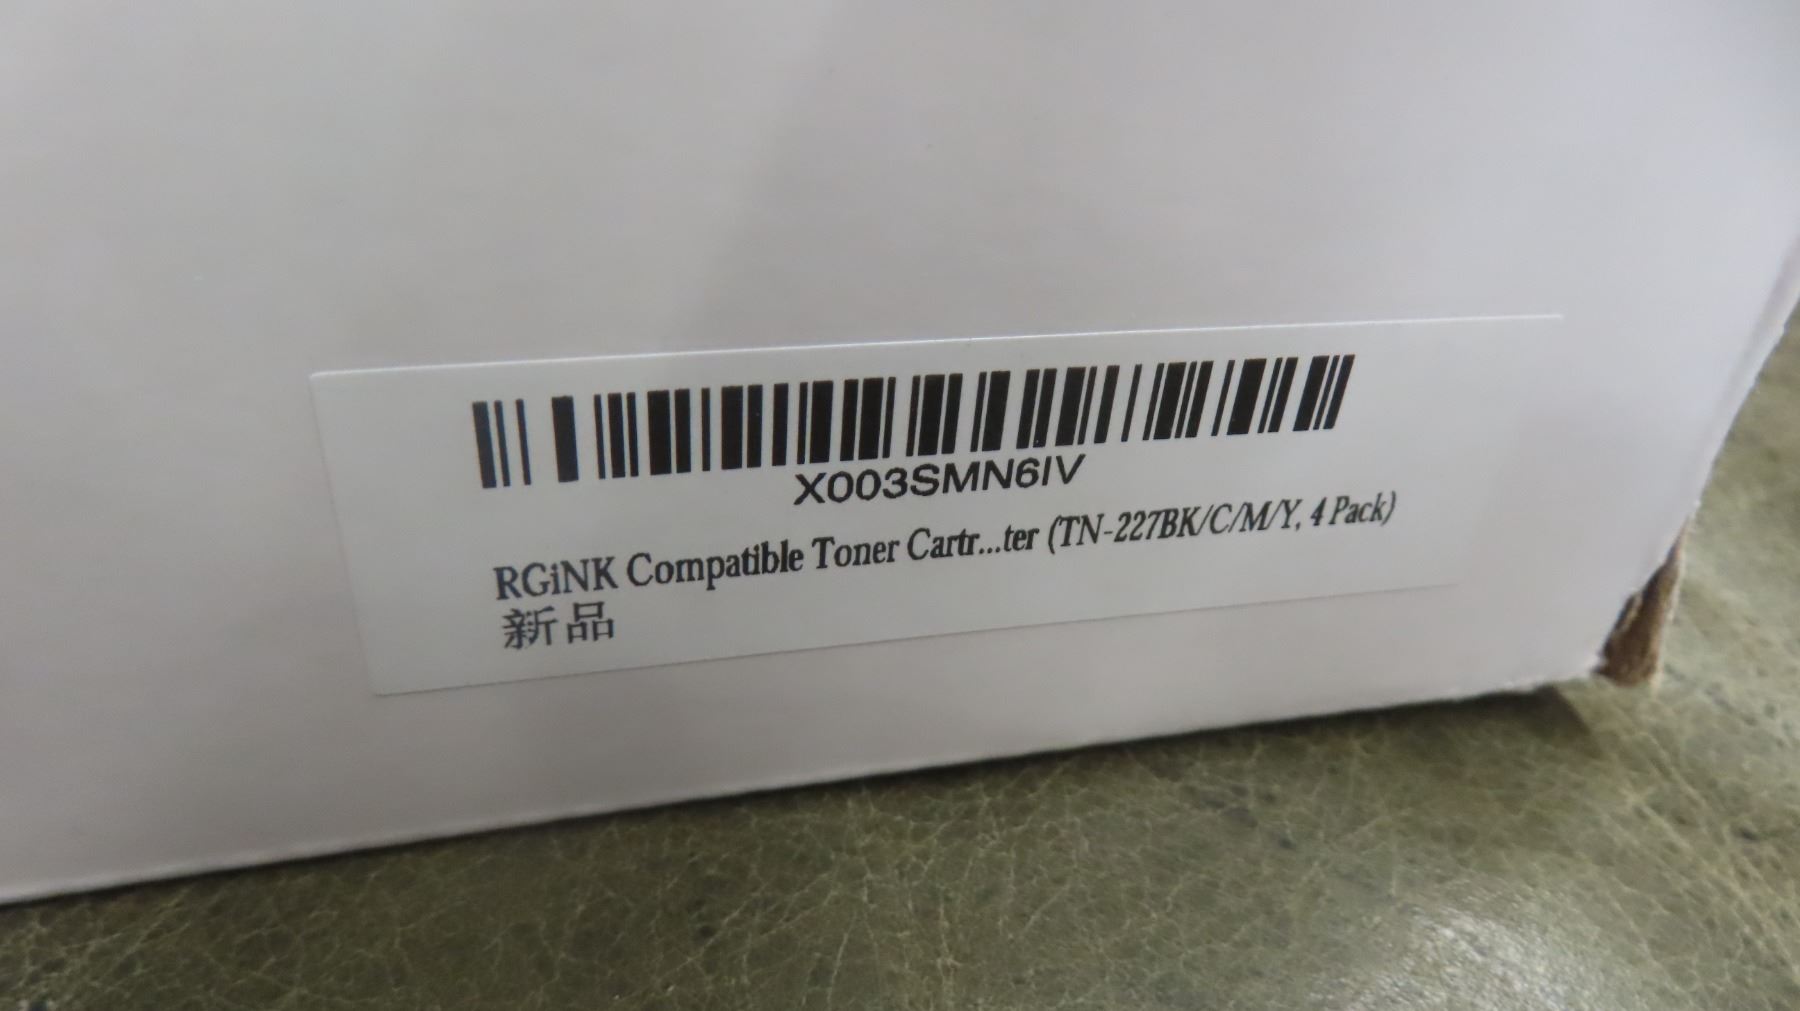 X003SMN6IV
RGiNK Compatible Toner Cartr...ter (TN-227BK/C/M/Y, 4 Pack)
新品